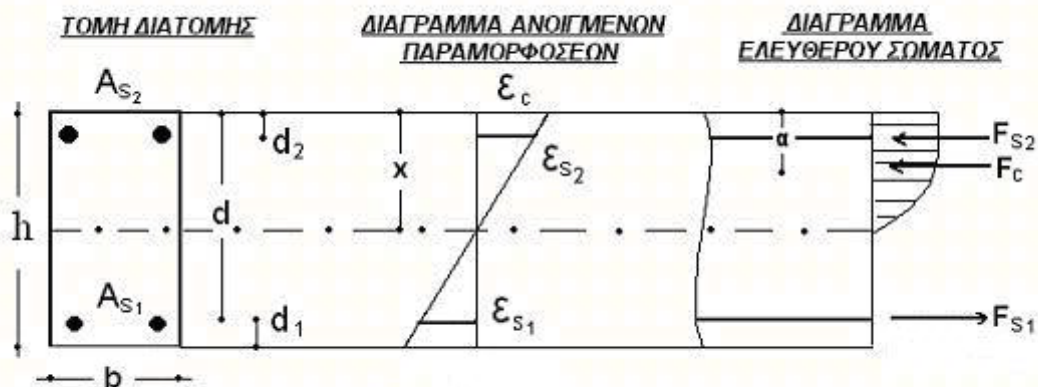 ΤΟΜΗ ΔΙΑΤΟΜΗΣ
ΔΙΑΓΡΑΜΜΑ ΑΝΟΙΓΜΕΝΩΝ
ΠΑΡΑΜΟΡΦΩΣΕΩΝ
ΔΙΑΓΡΑΜΜΑ
ΕΛΕΥΘΕΡΟΥ ΣΩΜΑΤΟΣ
AS2
εc
d2
α
FS2
x
εS2
Fc
h
d
AS1
d1
εS1
FS1
b